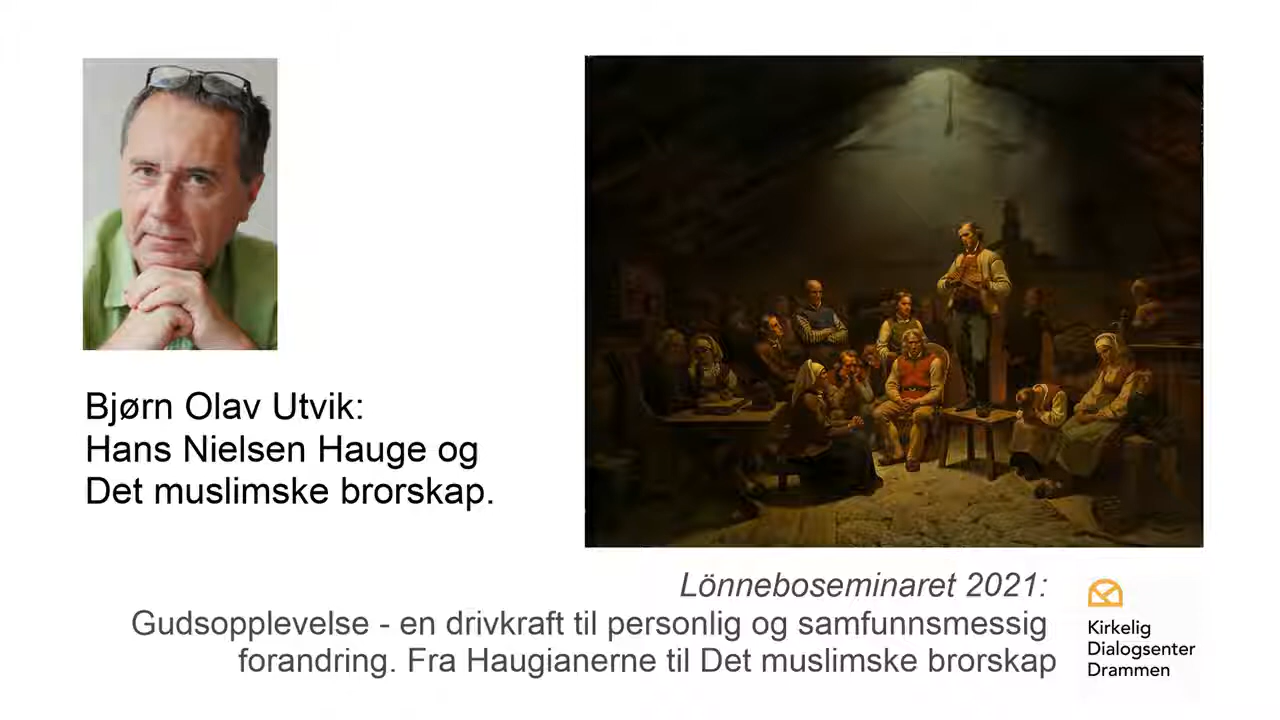 Bjørn Olav Utvik:
Hans Nielsen Hauge og
Det muslimske brorskap.
Lönneboseminaret 2021:
Gudsopplevelse - en drivkraft til personlig og samfunnsmessig
forandring. Fra Haugianerne til Det muslimske brorskap
Kirkelig
Dialogsenter
Drammen